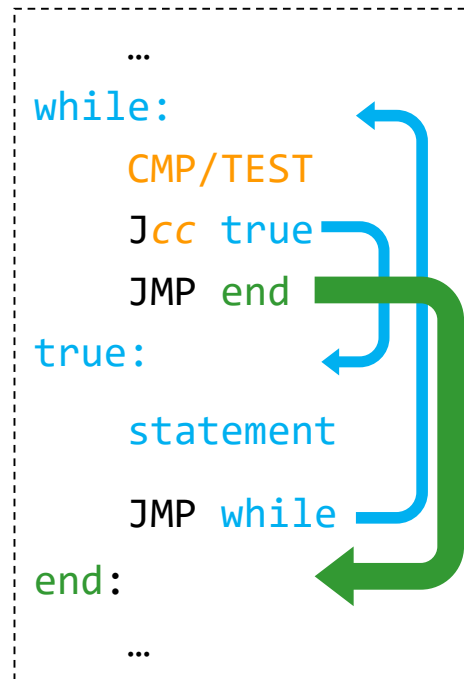 …
while:
CMP/TEST
Jcc true
JMP end
true:
statement
JMP while
end:
…